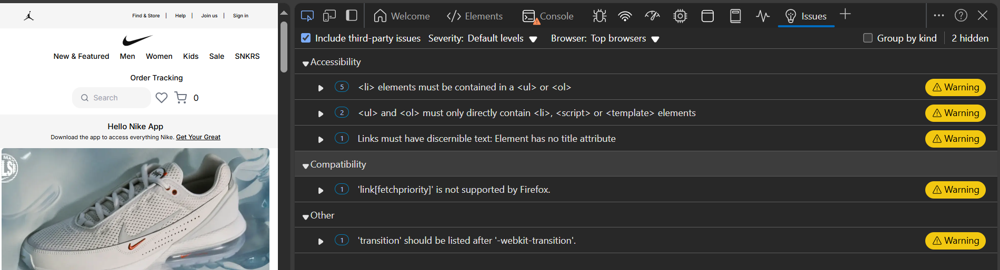 Find & Store | Help | Join us | Sign in
New & Featured Men Women Kids Sale SNKRS
Order Tracking
Search 0
Hello Nike App
Download the app to access everything Nike. Get Your Great
Welcome </> Elements Console Issues
Include third-party issues Severity: Default levels Browser: Top browsers Group by kind 2 hidden
Accessibility
5 <li> elements must be contained in a <ul> or <ol> Warning
2 <ul> and <ol> must only directly contain <li>, <script> or <template> elements Warning
1 Links must have discernible text: Element has no title attribute Warning
Compatibility
1 'link[fetchpriority]' is not supported by Firefox. Warning
Other
1 'transition' should be listed after '-webkit-transition'. Warning